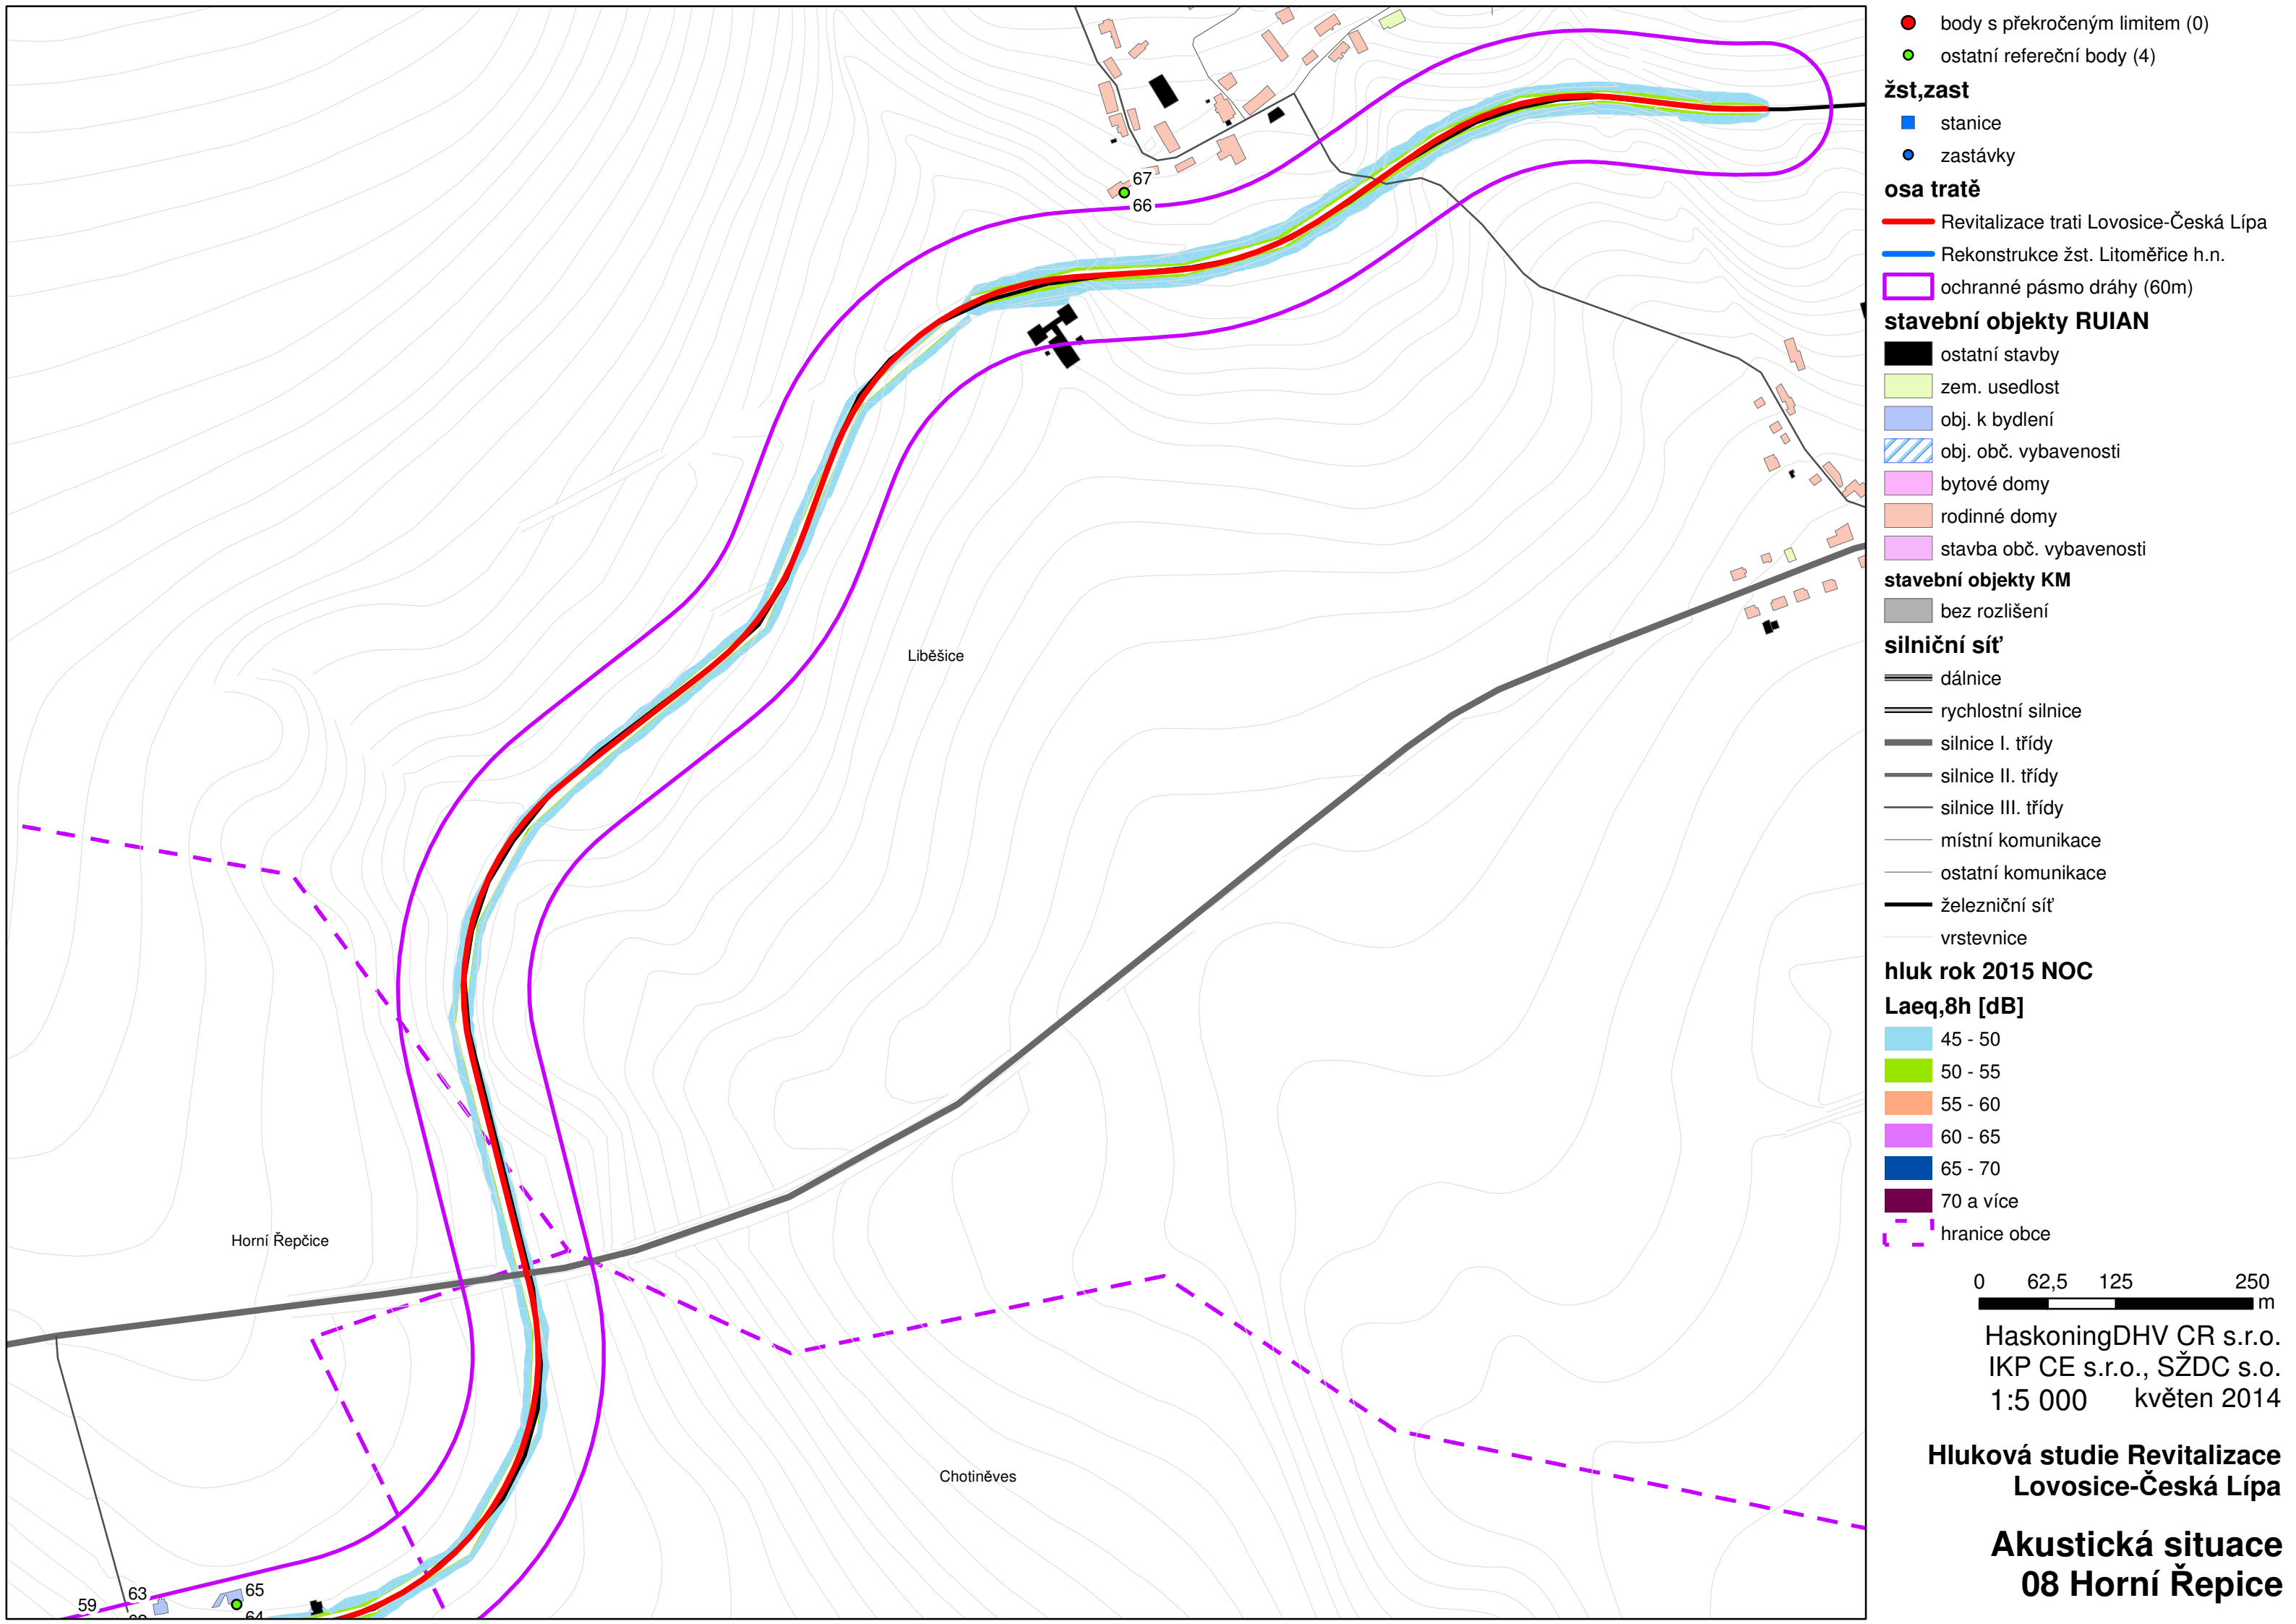 67
66
Liběšice
Horní Řepčice
Chotiněves
63
65
59
64
body s překročeným limitem (0)
ostatní refereční body (4)
žst,zast
stanice
zastávky
osa tratě
Revitalizace trati Lovosice-Česká Lípa
Rekonstrukce žst. Litoměřice h.n.
ochranné pásmo dráhy (60m)
stavební objekty RUIAN
ostatní stavby
zem. usedlost
obj. k bydlení
obj. obč. vybavenosti
bytové domy
rodinné domy
stavba obč. vybavenosti
stavební objekty KM
bez rozlišení
silniční síť
dálnice
rychlostní silnice
silnice I. třídy
silnice II. třídy
silnice III. třídy
místní komunikace
ostatní komunikace
železniční síť
vrstevnice
hluk rok 2015 NOC
Laeq,8h [dB]
45 - 50
50 - 55
55 - 60
60 - 65
65 - 70
70 a více
hranice obce
0 62,5 125 250
m
HaskoningDHV CR s.r.o.
IKP CE s.r.o., SŽDC s.o.
1:5 000 květen 2014
Hluková studie Revitalizace
Lovosice-Česká Lípa
Akustická situace
08 Horní Řepice